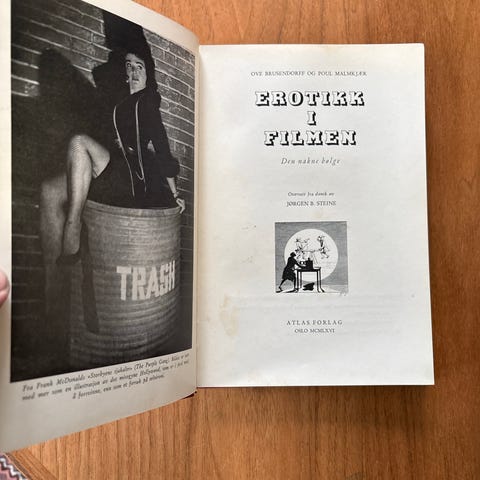 TRASH
Fra Frank McDonalds «Storbyens sjakaler» (The Purple Gang). Bildet er tatt
med mer som en illustrasjon av det misogyne Hollywood, som er i ferd med
å forsvinne, enn som et forsøk på
OVE BRUSENDORFF OG POUL MALMKJÆR
EROTIKK
I
FILMEN
Den nakne bølge
Oversatt fra dansk av
JØRGEN B. STEINE
ATLAS FORLAG
OSLO MCMLXVI